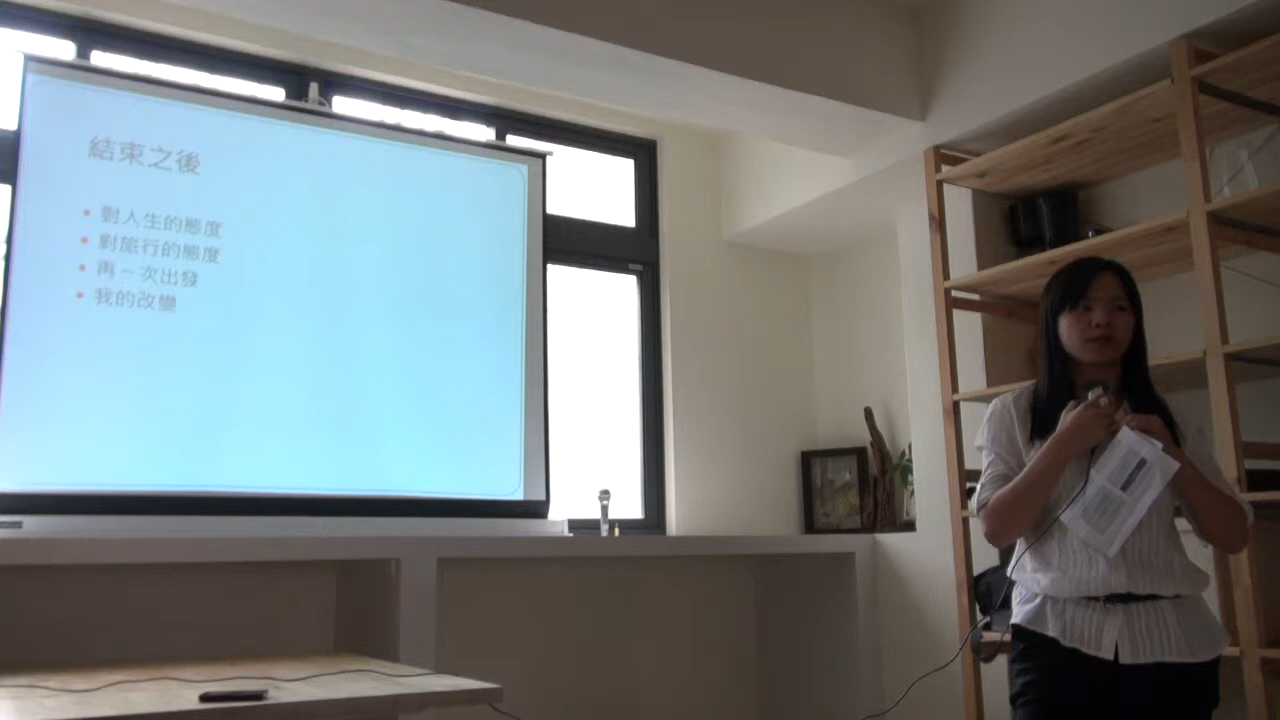 結束之後
• 對人生的態度
• 對旅行的態度
• 再一次出發
• 我的改變